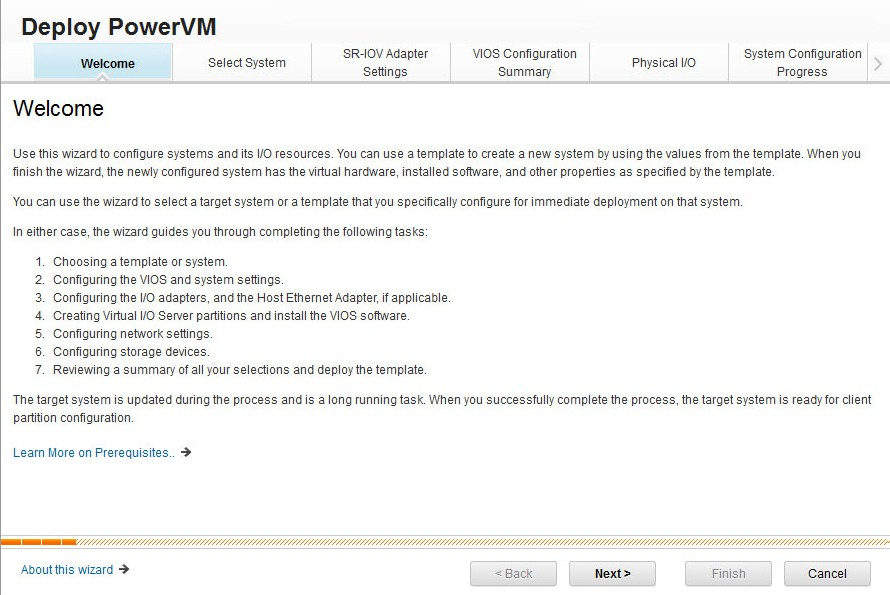 Deploy PowerVM
Welcome
Select System
SR-IOV Adapter
Settings
VIOS Configuration
Summary
Physical I/O
System Configuration
Progress
Welcome
Use this wizard to configure systems and its I/O resources. You can use a template to create a new system by using the values from the template. When you
finish the wizard, the newly configured system has the virtual hardware, installed software, and other properties as specified by the template.
You can use the wizard to select a target system or a template that you specifically configure for immediate deployment on that system.
In either case, the wizard guides you through completing the following tasks:
1. Choosing a template or system.
2. Configuring the VIOS and system settings.
3. Configuring the I/O adapters, and the Host Ethernet Adapter, if applicable.
4. Creating Virtual I/O Server partitions and install the VIOS software.
5. Configuring network settings.
6. Configuring storage devices.
7. Reviewing a summary of all your selections and deploy the template.
The target system is updated during the process and is a long running task. When you successfully complete the process, the target system is ready for client
partition configuration.
Learn More on Prerequisites..
About this wizard
< Back
Next >
Finish
Cancel